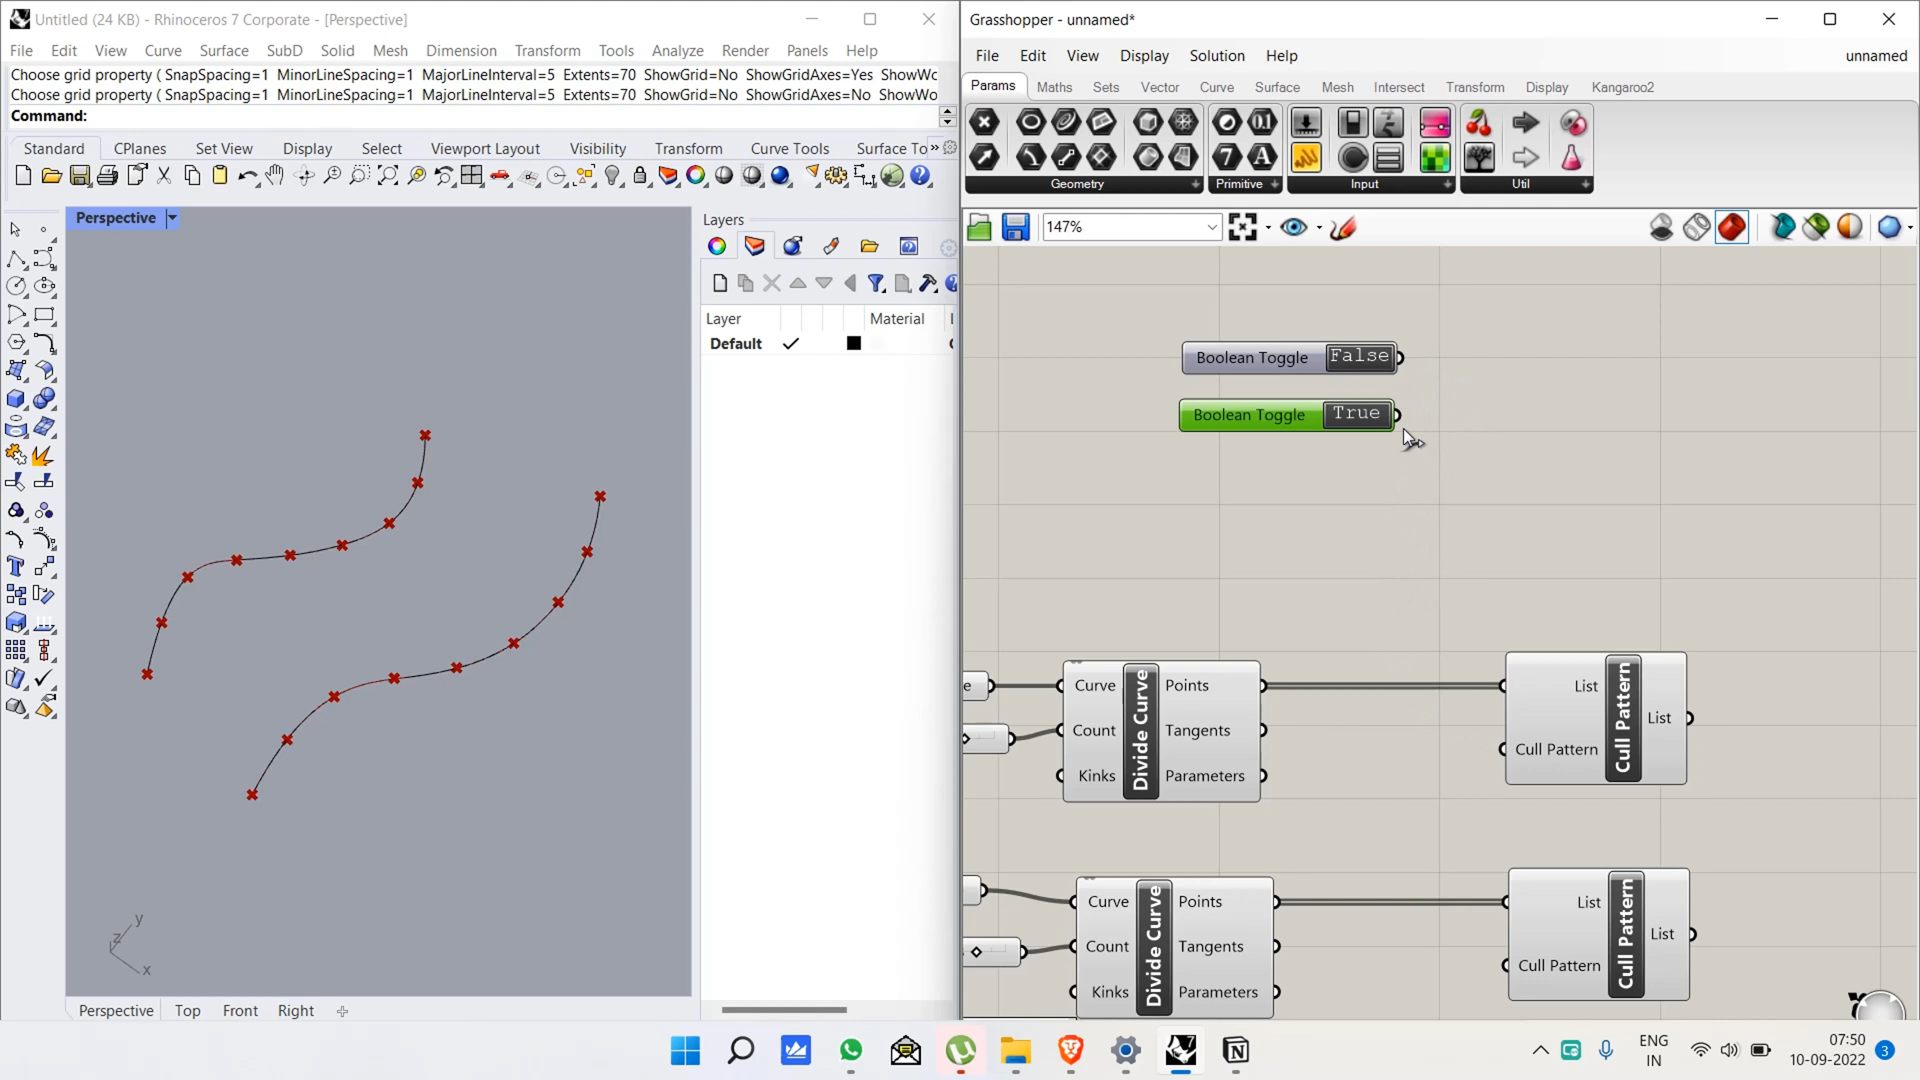 Untitled (24 KB) - Rhinoceros 7 Corporate - [Perspective]
File Edit View Curve Surface SubD Solid Mesh Dimension Transform Tools Analyze Render Panels Help
Choose grid property ( SnapSpacing=1 MinorLineSpacing=1 MajorLineInterval=5 Extents=70 ShowGrid=No ShowGridAxes=Yes ShowWo
Choose grid property ( SnapSpacing=1 MinorLineSpacing=1 MajorLineInterval=5 Extents=70 ShowGrid=No ShowGridAxes=No ShowWo
Command:
Standard CPlanes Set View Display Select Viewport Layout Visibility Transform Curve Tools Surface To »
Perspective
Layers
Layer Material
Default
z y
x
Perspective Top Front Right
Grasshopper - unnamed*
File Edit View Display Solution Help unnamed
Params Maths Sets Vector Curve Surface Mesh Intersect Transform Display Kangaroo2
Geometry Primitive Input Util
147%
Boolean Toggle False
Boolean Toggle True
e
Curve Points
Count Tangents
Kinks Parameters
Divide Curve
List
Cull Pattern
List
Cull Pattern
Curve Points
Count Tangents
Kinks Parameters
Divide Curve
List
Cull Pattern
List
Cull Pattern
ENG
IN
07:50
10-09-2022
3